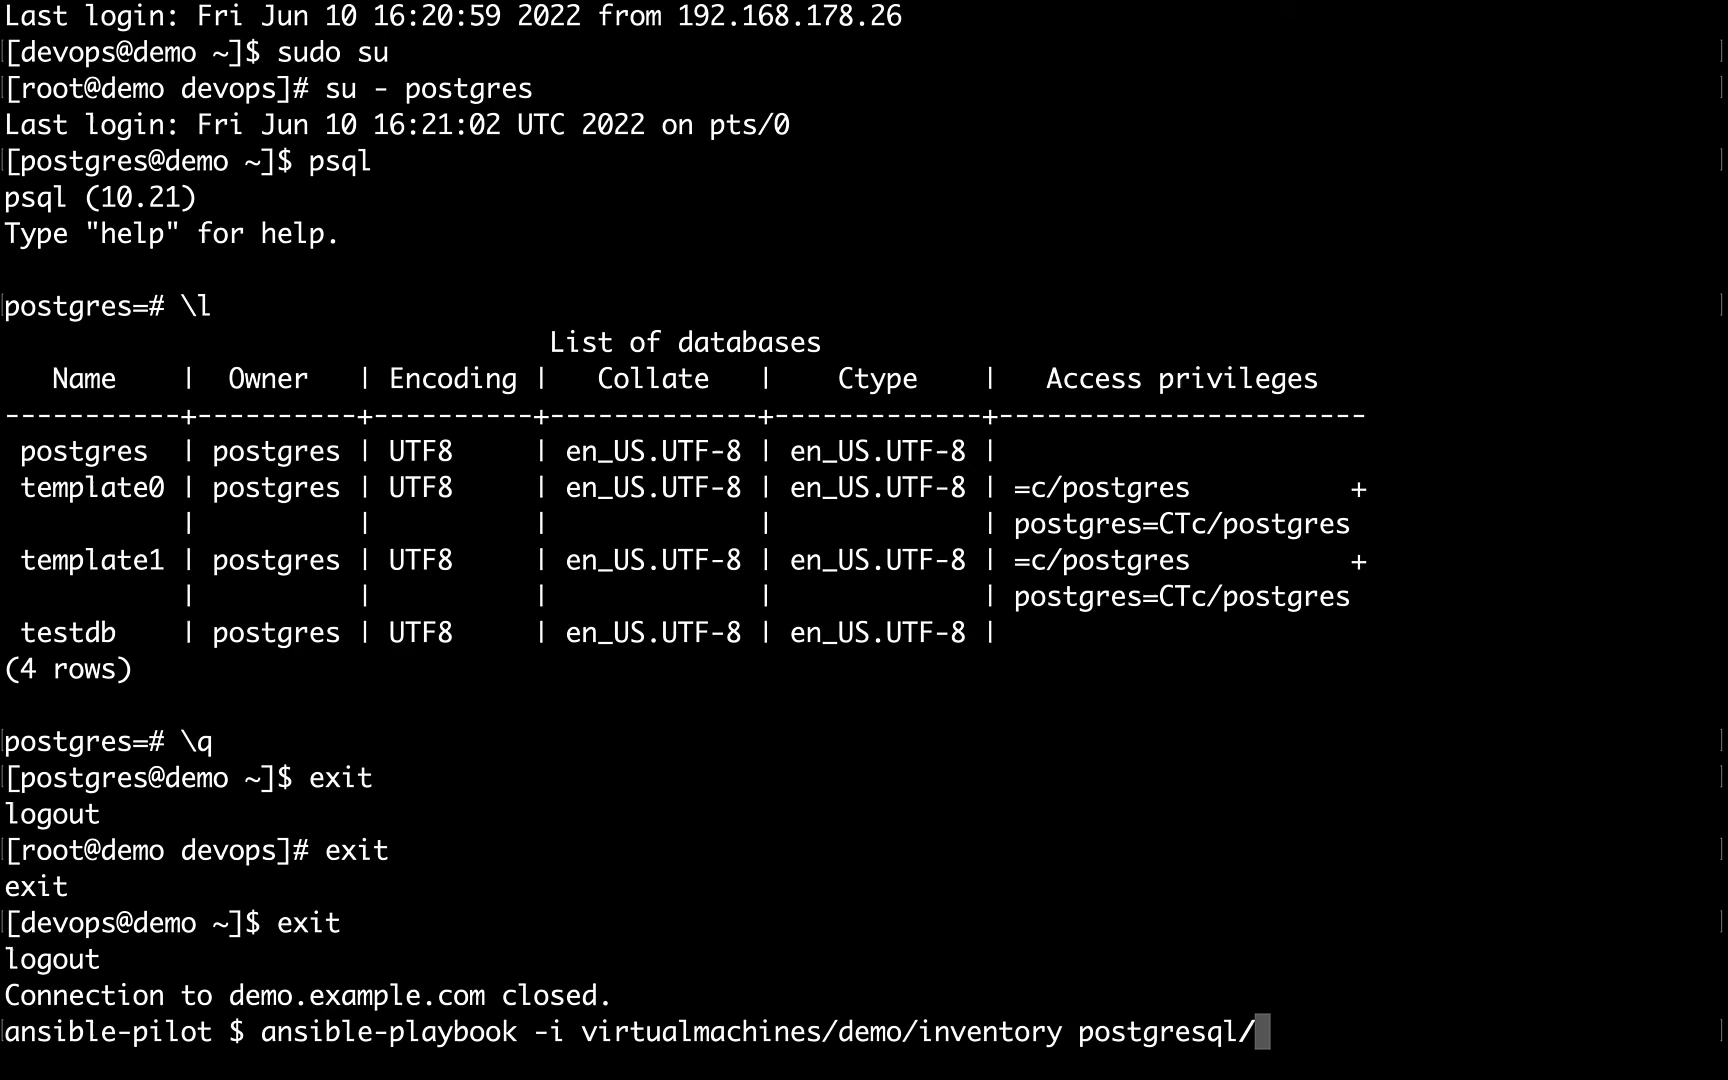 Last login: Fri Jun 10 16:20:59 2022 from 192.168.178.26
[devops@demo ~]$ sudo su
[root@demo devops]# su - postgres
Last login: Fri Jun 10 16:21:02 UTC 2022 on pts/0
[postgres@demo ~]$ psql
psql (10.21)
Type "help" for help.

postgres=# \l
                                  List of databases
   Name    |  Owner   | Encoding |   Collate   |    Ctype    |   Access privileges
-----------+----------+----------+-------------+-------------+-----------------------
 postgres  | postgres | UTF8     | en_US.UTF-8 | en_US.UTF-8 |
 template0 | postgres | UTF8     | en_US.UTF-8 | en_US.UTF-8 | =c/postgres          +
           |          |          |             |             | postgres=CTc/postgres
 template1 | postgres | UTF8     | en_US.UTF-8 | en_US.UTF-8 | =c/postgres          +
           |          |          |             |             | postgres=CTc/postgres
 testdb    | postgres | UTF8     | en_US.UTF-8 | en_US.UTF-8 |
(4 rows)

postgres=# \q
[postgres@demo ~]$ exit
logout
[root@demo devops]# exit
exit
[devops@demo ~]$ exit
logout
Connection to demo.example.com closed.
ansible-pilot $ ansible-playbook -i virtualmachines/demo/inventory postgresql/